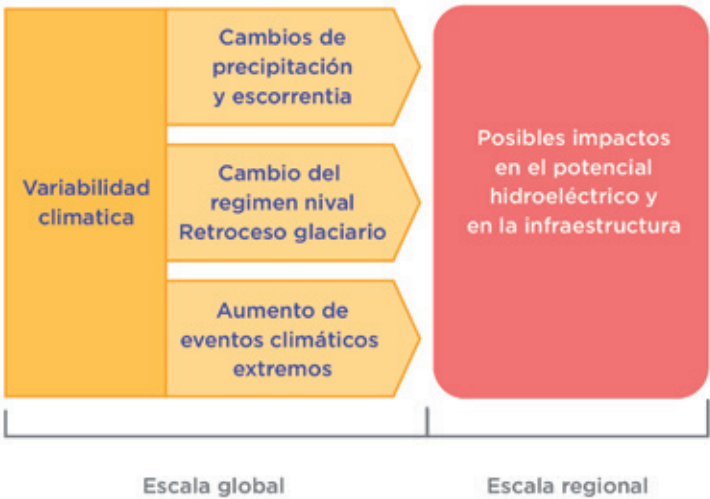 Variabilidad
climatica
Cambios de
precipitación
y escorrentia
Cambio del
regimen nival
Retroceso glaciario
Aumento de
eventos climáticos
extremos
Posibles impactos
en el potencial
hidroeléctrico y
en la infraestructura
Escala global
Escala regional